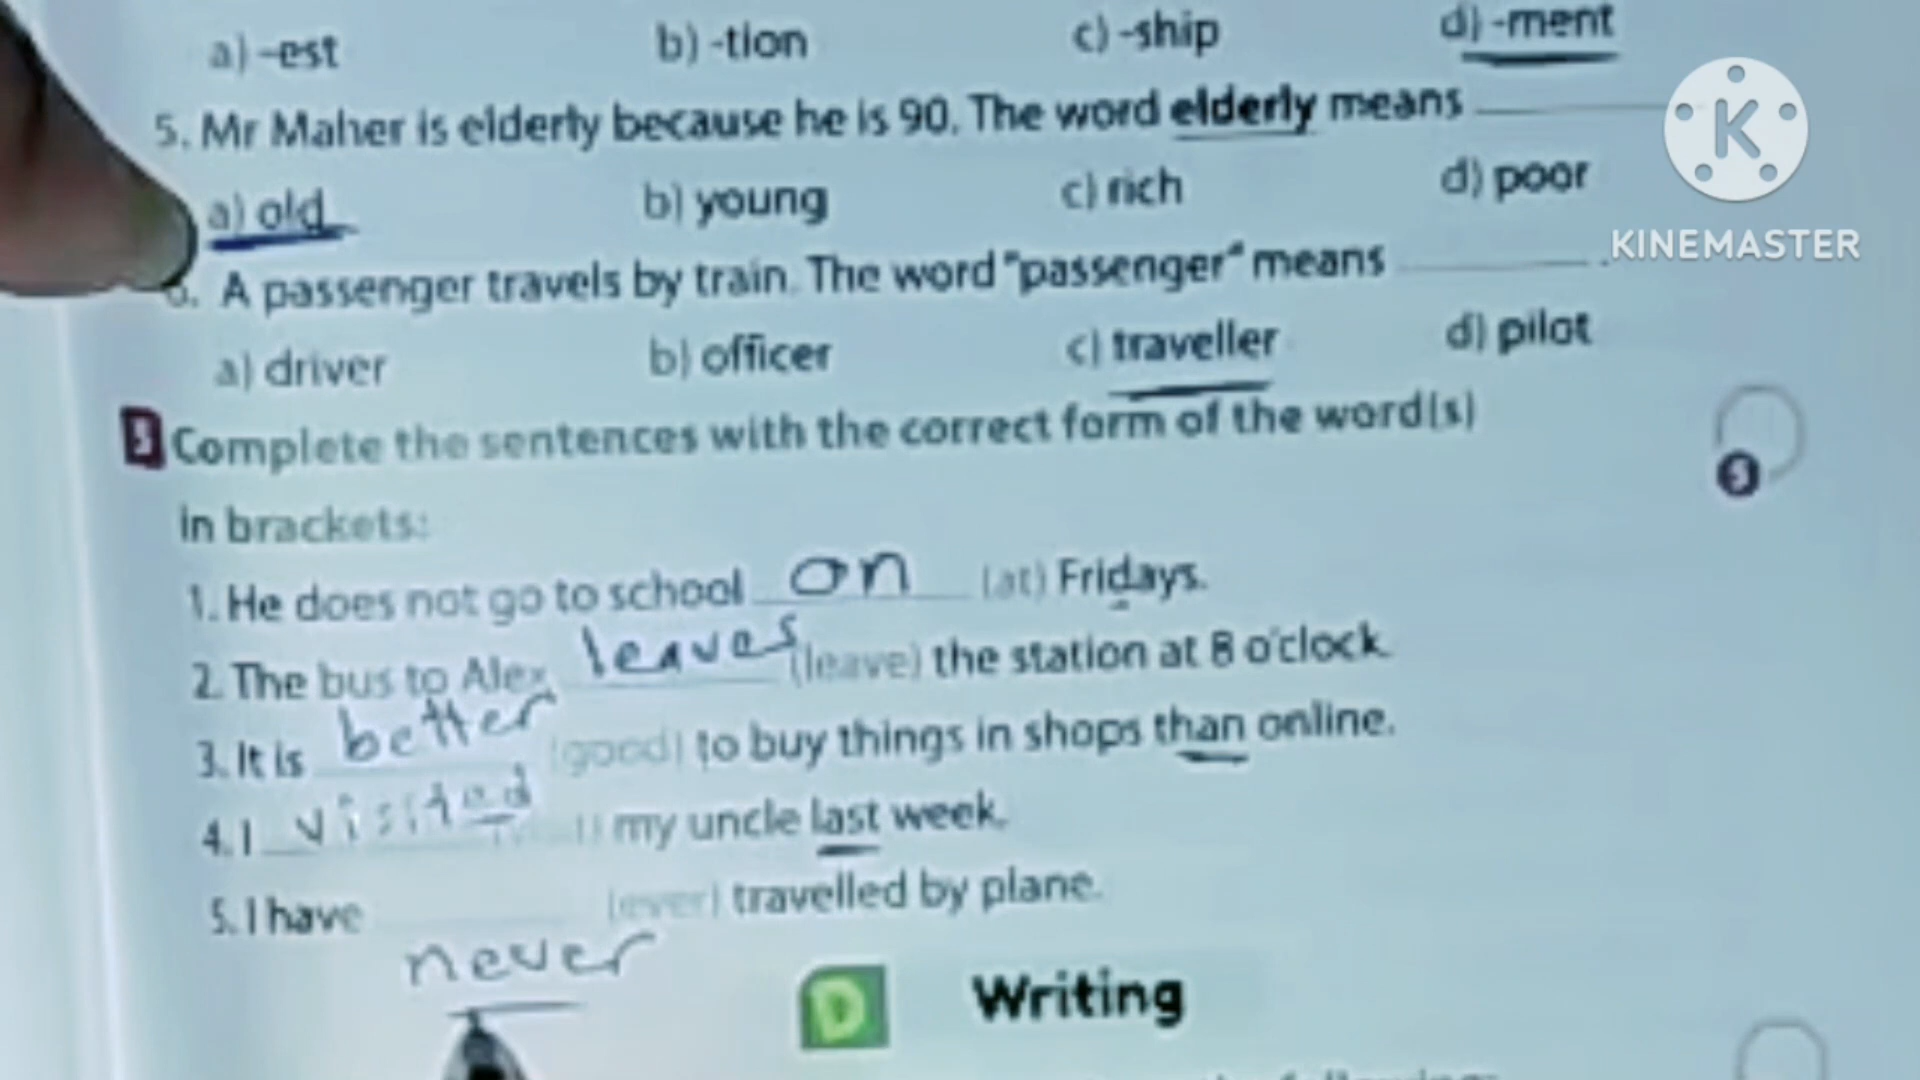 a) -est b) -tion c) -ship d) -ment
5. Mr Maher is elderly because he is 90. The word elderly means
a) old b) young c) rich d) poor
6. A passenger travels by train. The word "passenger" means .
a) driver b) officer c) traveller d) pilot
Complete the sentences with the correct form of the word(s)
in brackets:
1. He does not go to school on (at) Fridays.
2. The bus to Alex leaves (leave) the station at 8 o'clock.
3. It is better (good) to buy things in shops than online.
4. I visited my uncle last week.
5. I have (ever) travelled by plane.
never
D Writing
KINEMASTER